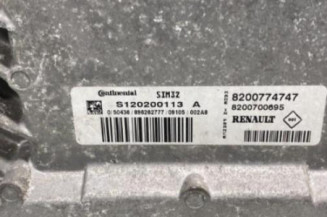 Continental SIM32
S120200113 A
8200774747
8200700695
RENAULT